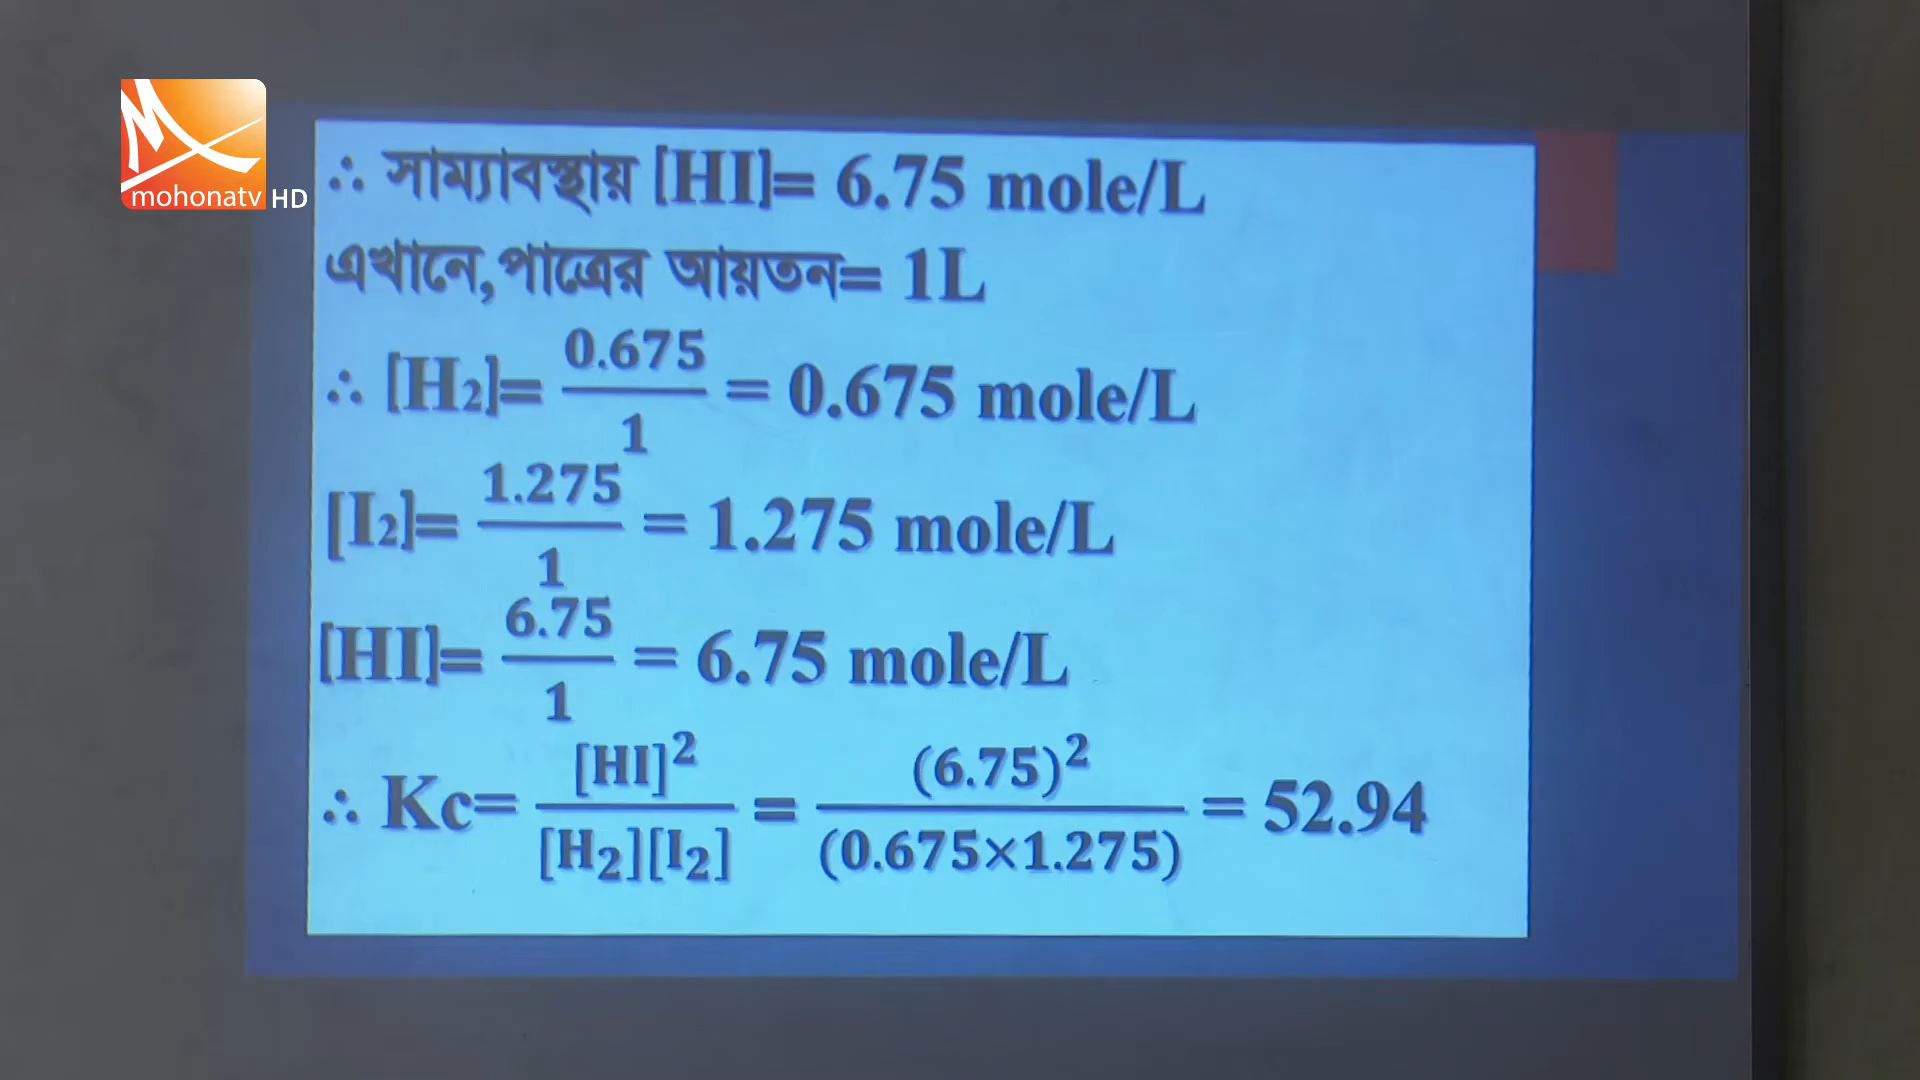 mohonatv HD
∴ সাম্যাবস্থায় [HI]= 6.75 mole/L
এখানে,পাত্রের আয়তন= 1L
∴ [H₂]= 0.675/1 = 0.675 mole/L
[I₂]= 1.275/1 = 1.275 mole/L
[HI]= 6.75/1 = 6.75 mole/L
∴ Kc= [HI]²/[H₂][I₂] = (6.75)²/(0.675×1.275) = 52.94